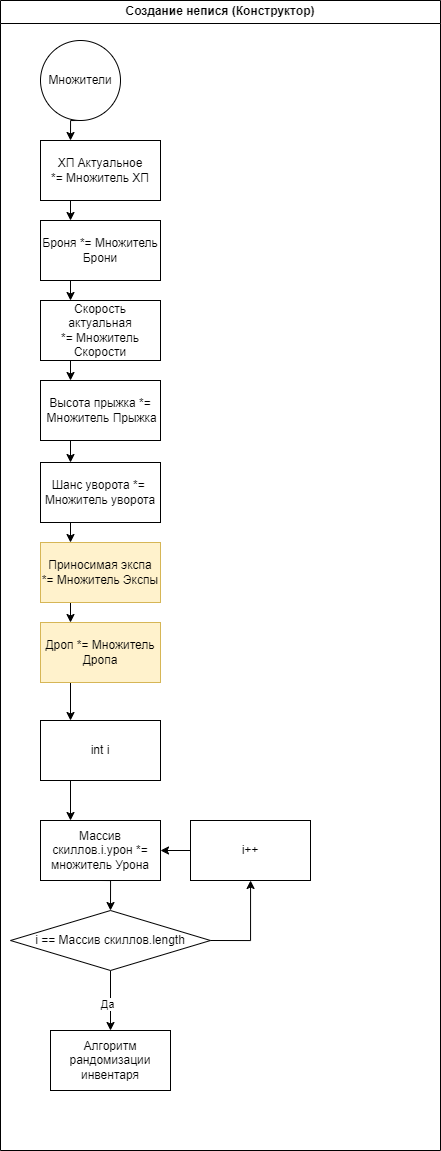 Создание неписи (Конструктор)
Множители
ХП Актуальное
*= Множитель ХП
Броня *= Множитель
Брони
Скорость
актуальная
*= Множитель
Скорости
Высота прыжка *=
Множитель Прыжка
Шанс уворота *=
Множитель уворота
Приносимая экспа
*= Множитель Экспы
Дроп *= Множитель
Дропа
int i
Массив
скиллов.i.урон *=
множитель Урона
i++
i == Массив скиллов.length
Да
Алгоритм
рандомизации
инвентаря